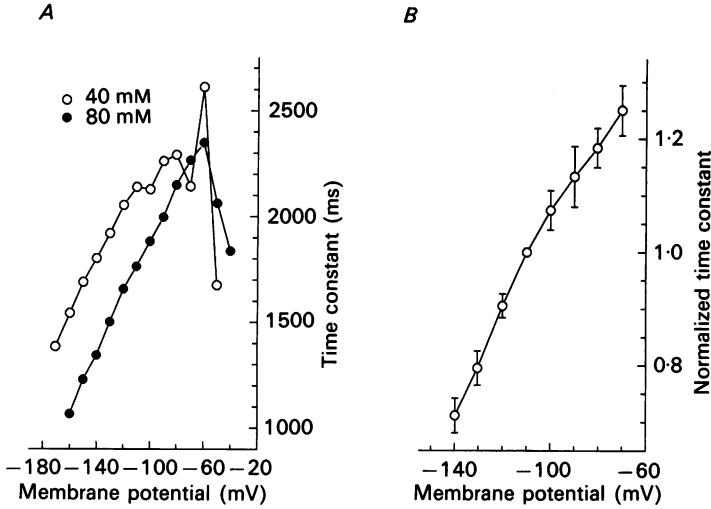 A
B
40 mM
80 mM
2500
2000
1500
1000
Time constant (ms)
−180 −140 −100 −60 −20
Membrane potential (mV)
1·2
1·0
0·8
Normalized time constant
−140 −100 −60
Membrane potential (mV)